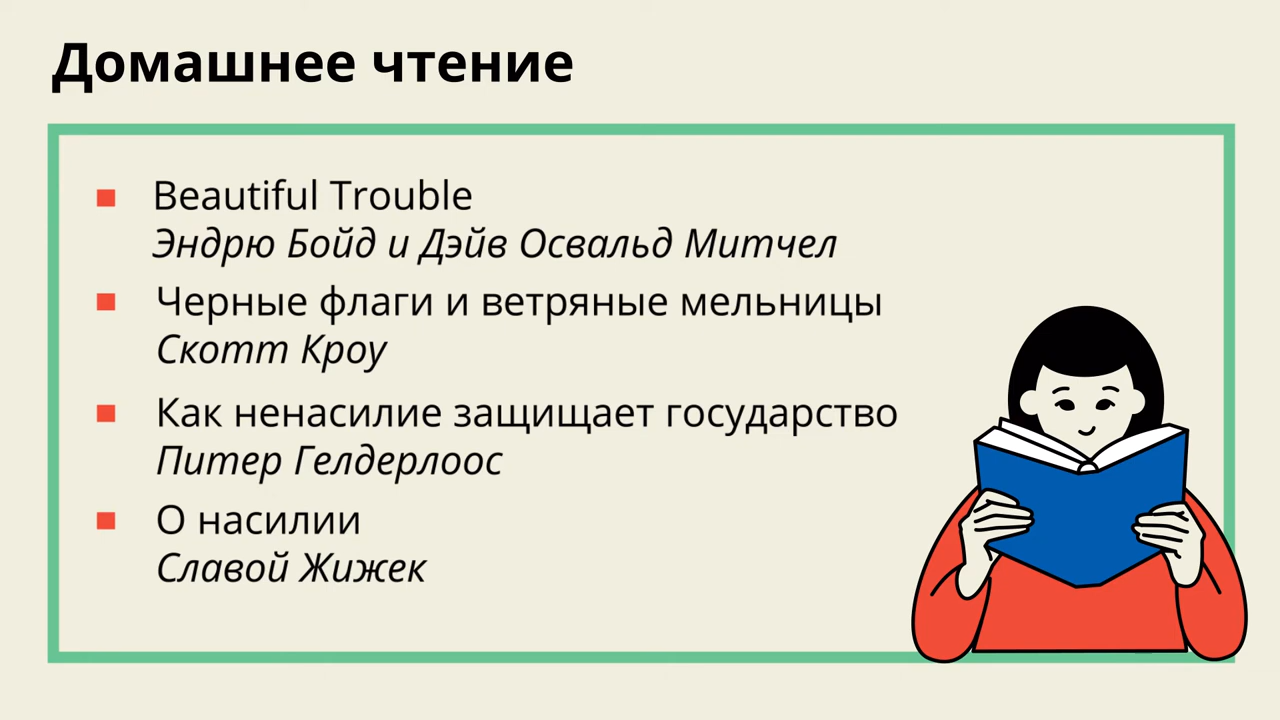 Домашнее чтение
Beautiful Trouble
Эндрю Бойд и Дэйв Освальд Митчел
Черные флаги и ветряные мельницы
Скотт Кроу
Как ненасилие защищает государство
Питер Гелдерлоос
О насилии
Славой Жижек